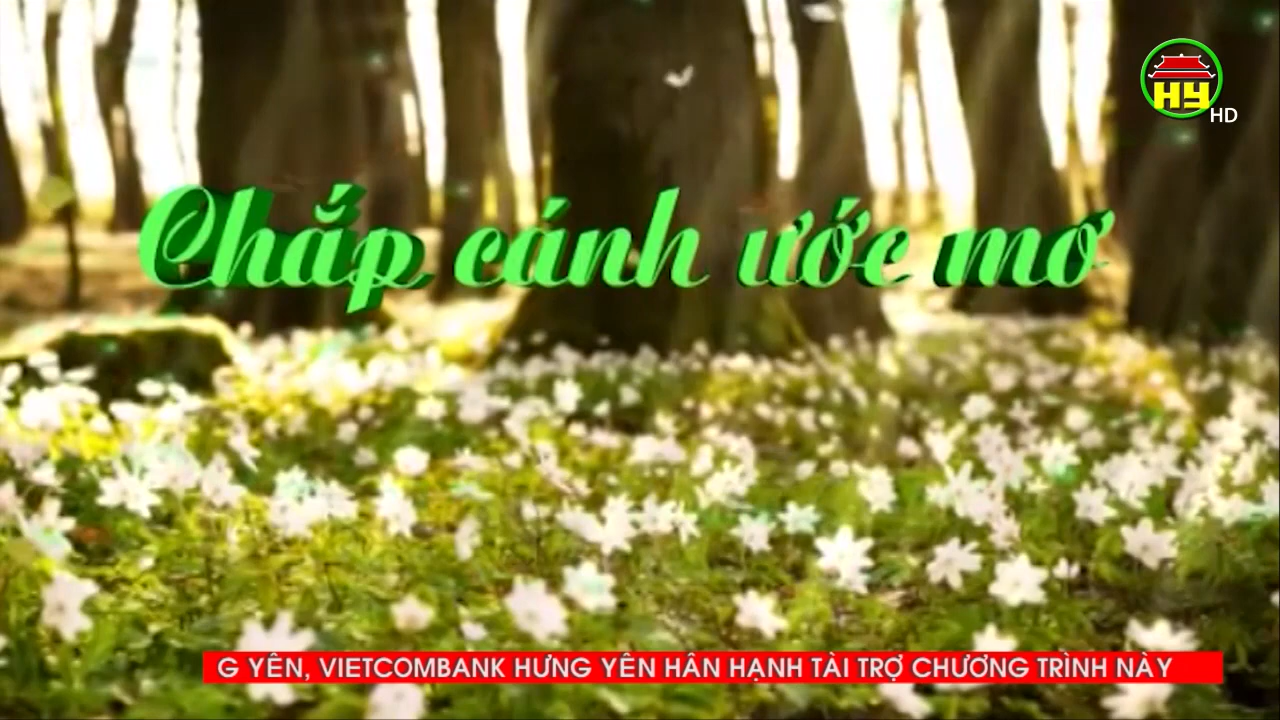 HY
HD
Chắp cánh ước mơ
G YÊN, VIETCOMBANK HƯNG YÊN HÂN HẠNH TÀI TRỢ CHƯƠNG TRÌNH NÀY